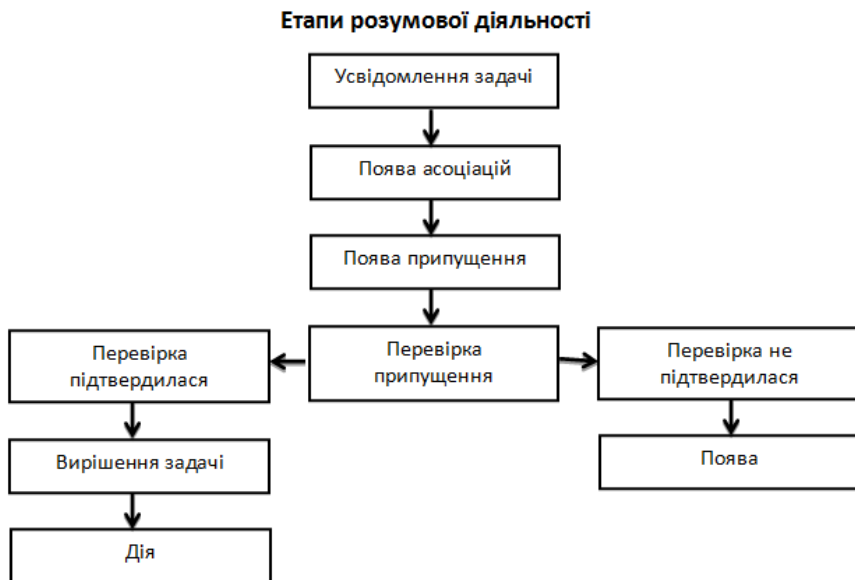 Етапи розумової діяльності
Усвідомлення задачі
Поява асоціацій
Поява припущення
Перевірка
підтвердилася
Перевірка
припущення
Перевірка не
підтвердилася
Вирішення задачі
Поява
Дія